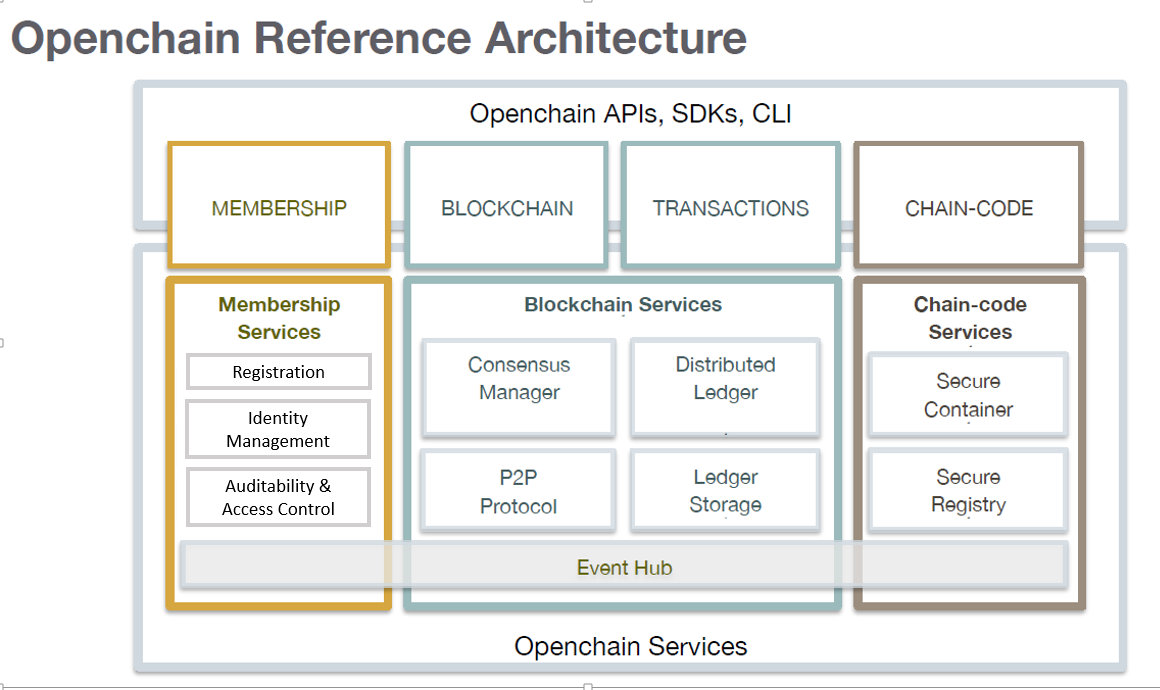 Openchain Reference Architecture
Openchain APIs, SDKs, CLI
MEMBERSHIP
BLOCKCHAIN
TRANSACTIONS
CHAIN-CODE
Membership
Services
Registration
Identity
Management
Auditability &
Access Control
Blockchain Services
Consensus
Manager
Distributed
Ledger
P2P
Protocol
Ledger
Storage
Chain-code
Services
Secure
Container
Secure
Registry
Event Hub
Openchain Services